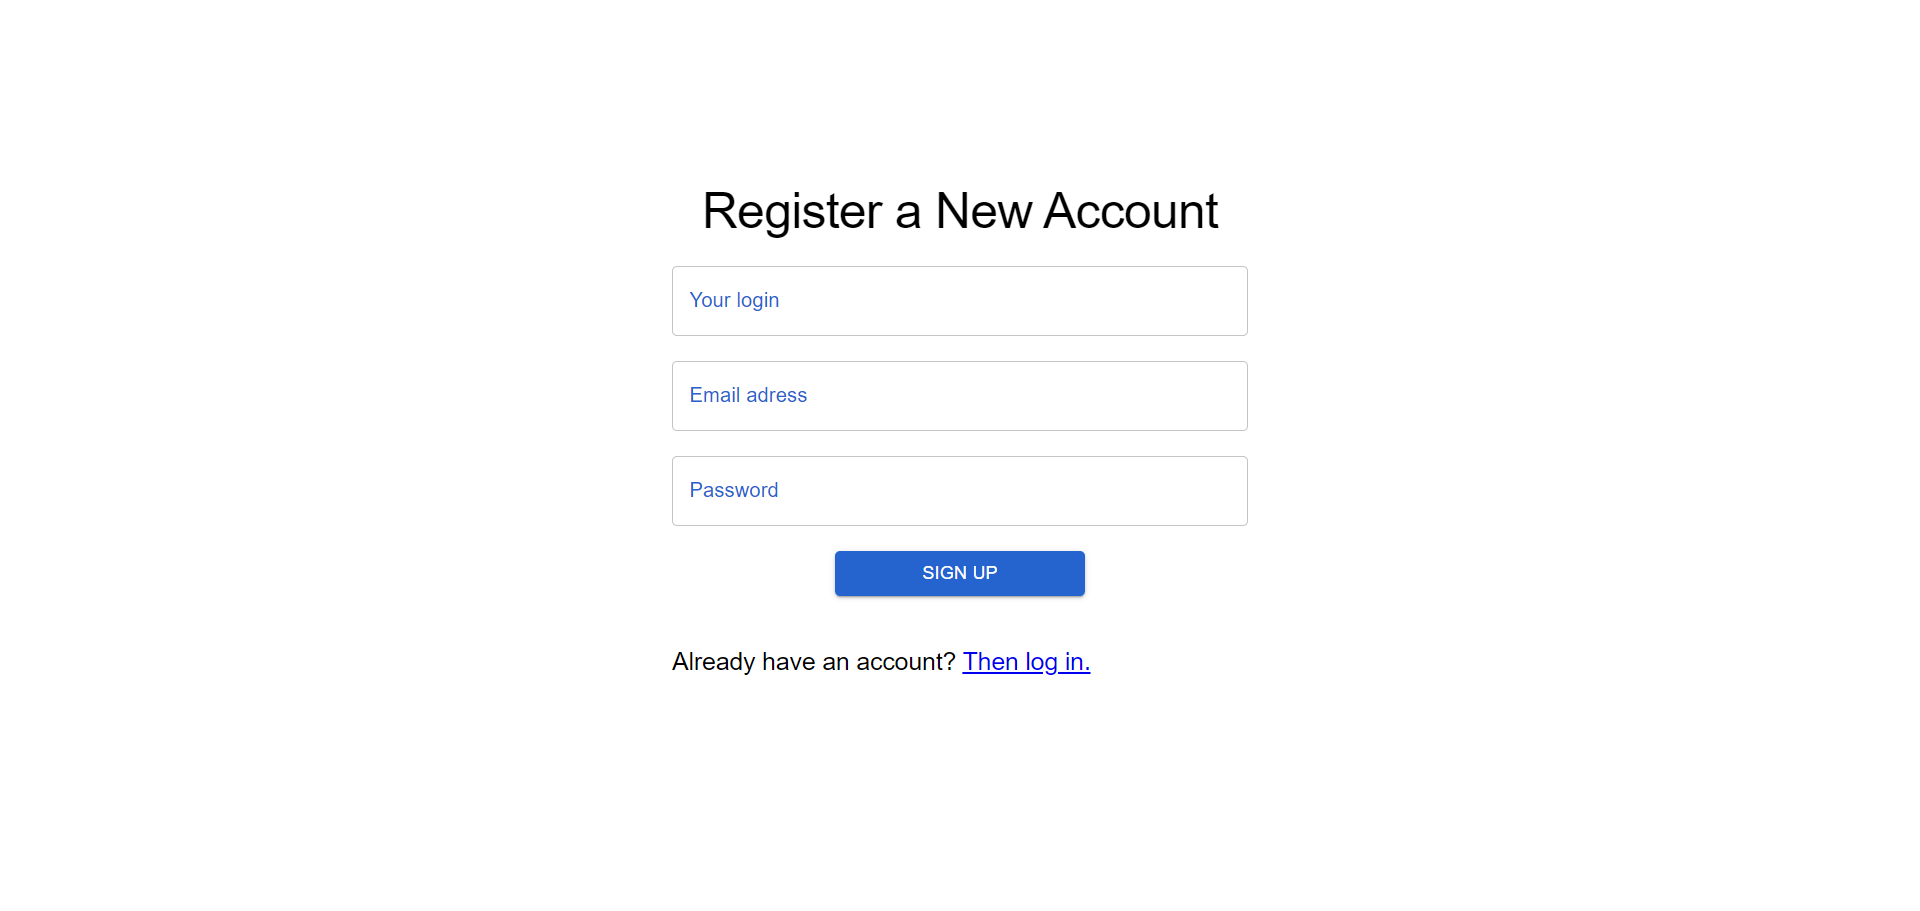 Register a New Account
Your login
Email adress
Password
SIGN UP
Already have an account? Then log in.